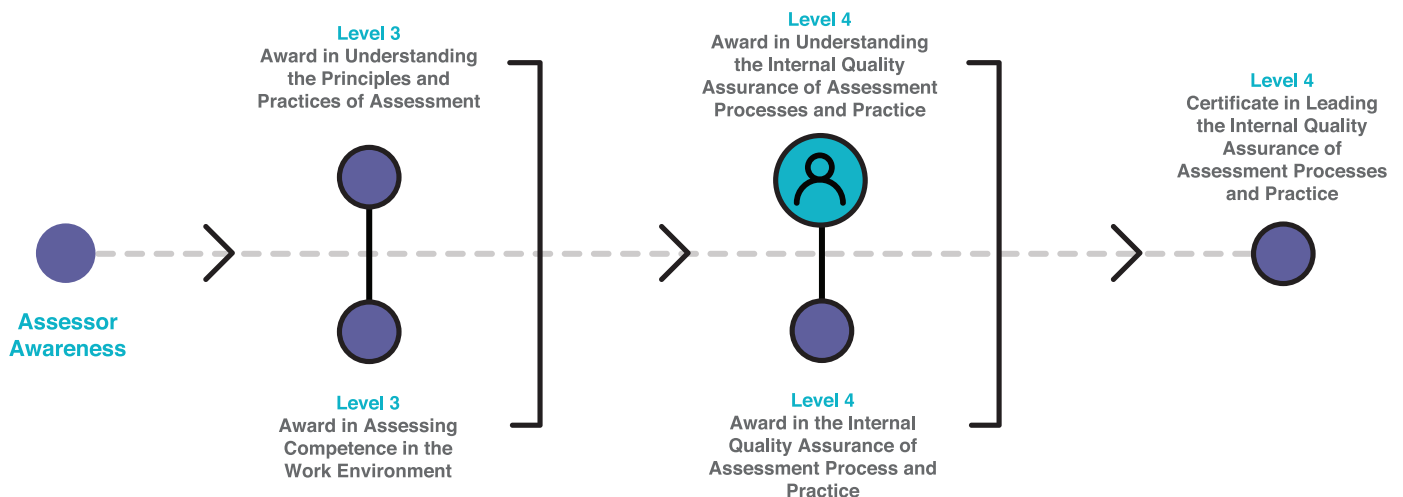 Assessor
Awareness
Level 3
Award in Understanding
the Principles and
Practices of Assessment
Level 3
Award in Assessing
Competence in the
Work Environment
Level 4
Award in Understanding
the Internal Quality
Assurance of Assessment
Processes and Practice
Level 4
Award in the Internal
Quality Assurance of
Assessment Process and
Practice
Level 4
Certificate in Leading
the Internal Quality
Assurance of
Assessment Processes
and Practice